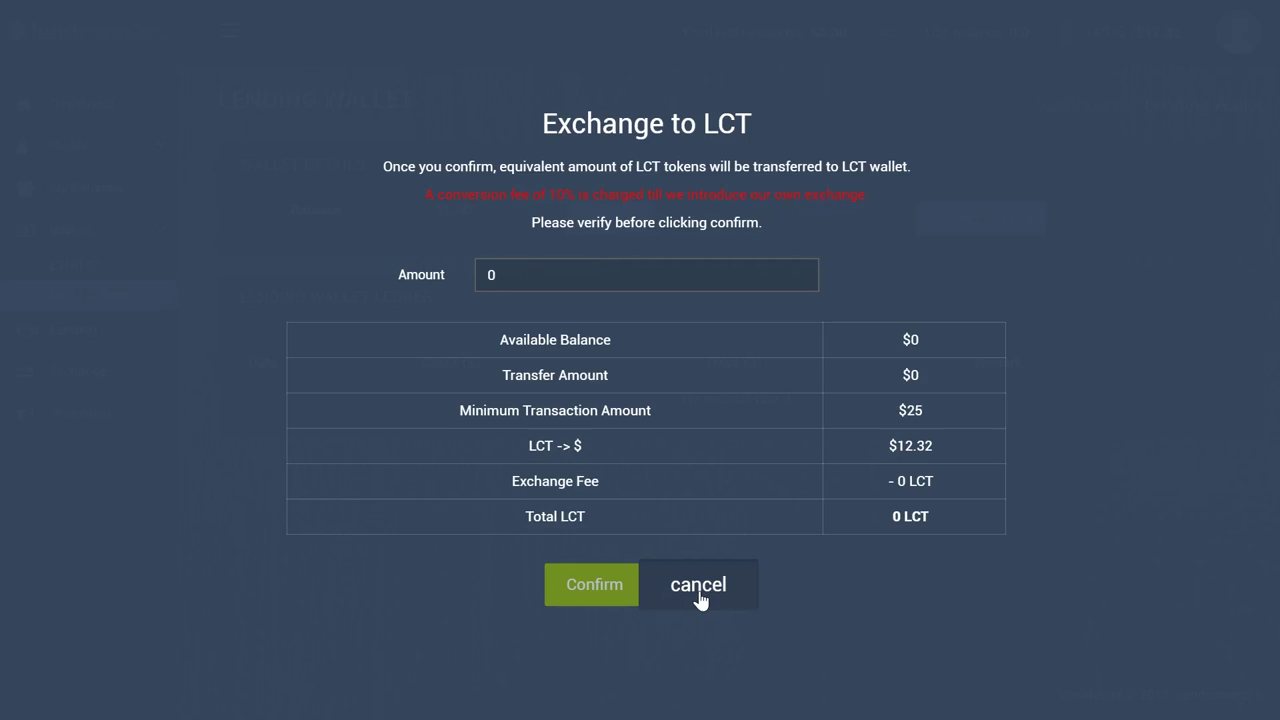 Exchange to LCT
Once you confirm, equivalent amount of LCT tokens will be transferred to LCT wallet.
A conversion fee of 10% is charged till we introduce our own exchange.
Please verify before clicking confirm.
Amount 0
Available Balance $0
Transfer Amount $0
Minimum Transaction Amount $25
LCT -> $ $12.32
Exchange Fee - 0 LCT
Total LCT 0 LCT
Confirm cancel